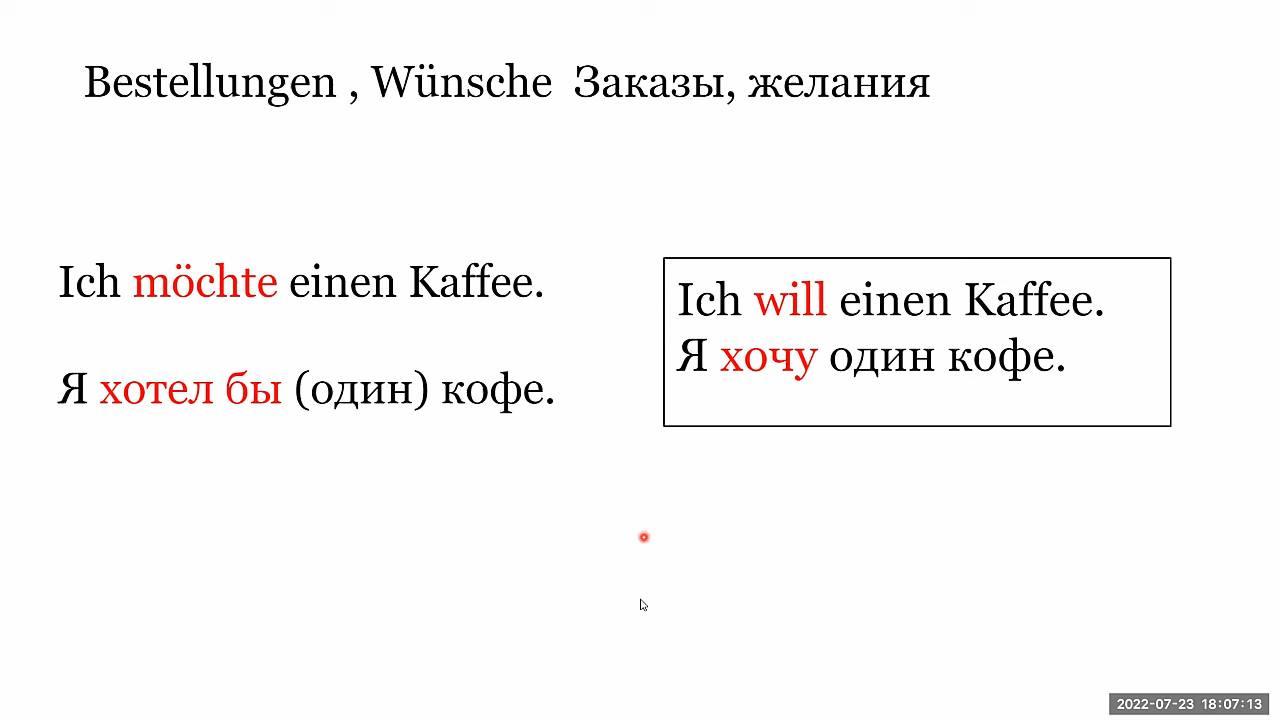 Bestellungen , Wünsche Заказы, желания
Ich möchte einen Kaffee.
Я хотел бы (один) кофе.
Ich will einen Kaffee.
Я хочу один кофе.
2022-07-23 18:07:13